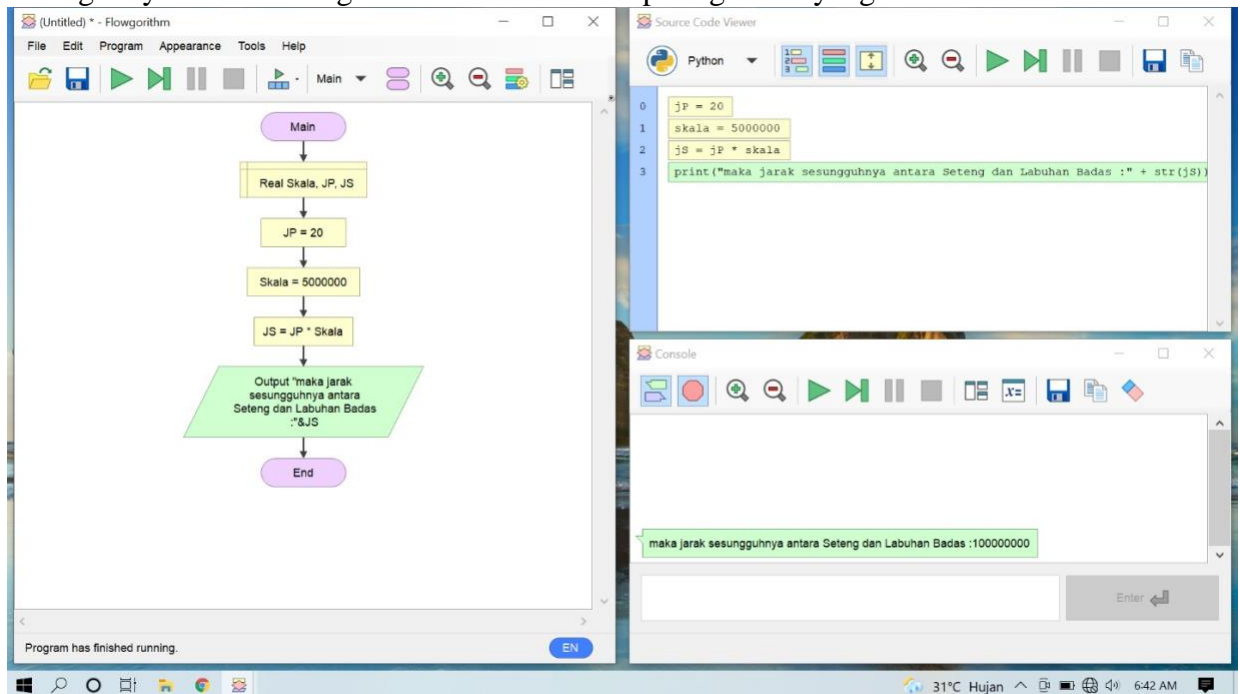 (Untitled) * - Flowgorithm
File Edit Program Appearance Tools Help
Main
Main
Real Skala, JP, JS
JP = 20
Skala = 5000000
JS = JP * Skala
Output "maka jarak
sesungguhnya antara
Seteng dan Labuhan Badas
:"&JS
End
Program has finished running.
EN
Source Code Viewer
Python
0 jP = 20
1 skala = 5000000
2 jS = jP * skala
3 print("maka jarak sesungguhnya antara Seteng dan Labuhan Badas :" + str(jS))
Console
maka jarak sesungguhnya antara Seteng dan Labuhan Badas :100000000
Enter
31°C Hujan 6:42 AM